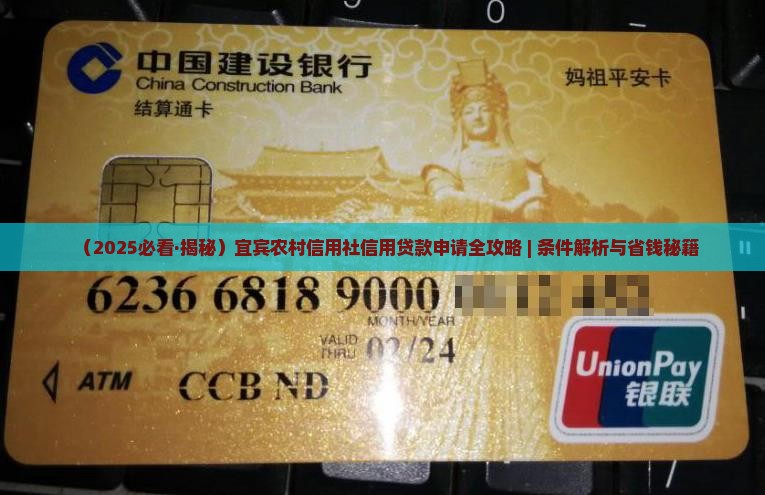 0
中国建设银行
China Construction Bank
结算通卡
妈祖平安卡
（2025必看·揭秘）宜宾农村信用社信用贷款申请全攻略 | 条件解析与省钱秘籍
6236 6818 9000
MONTH/YEAR
VALID THRU 02/24
ATM
CCB ND
UnionPay
银联